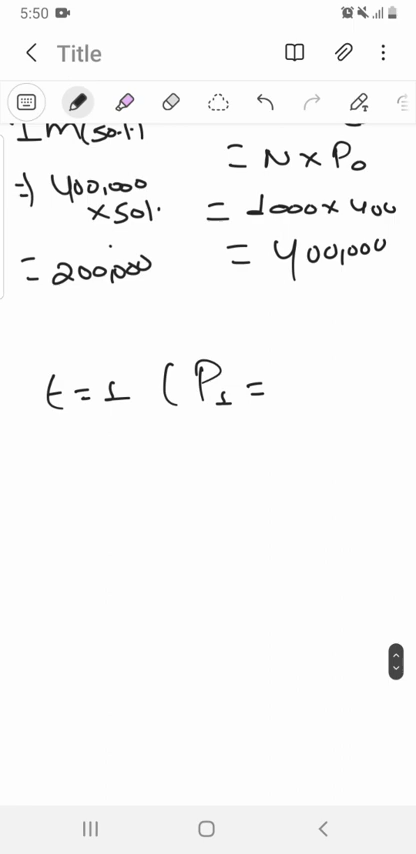 5:50
Title
IM(50%)
= N x P₀
=) 400,000
x 50%
= 1000 x 400
= 200,000
= 400,000
t = 1 ( P₁ =